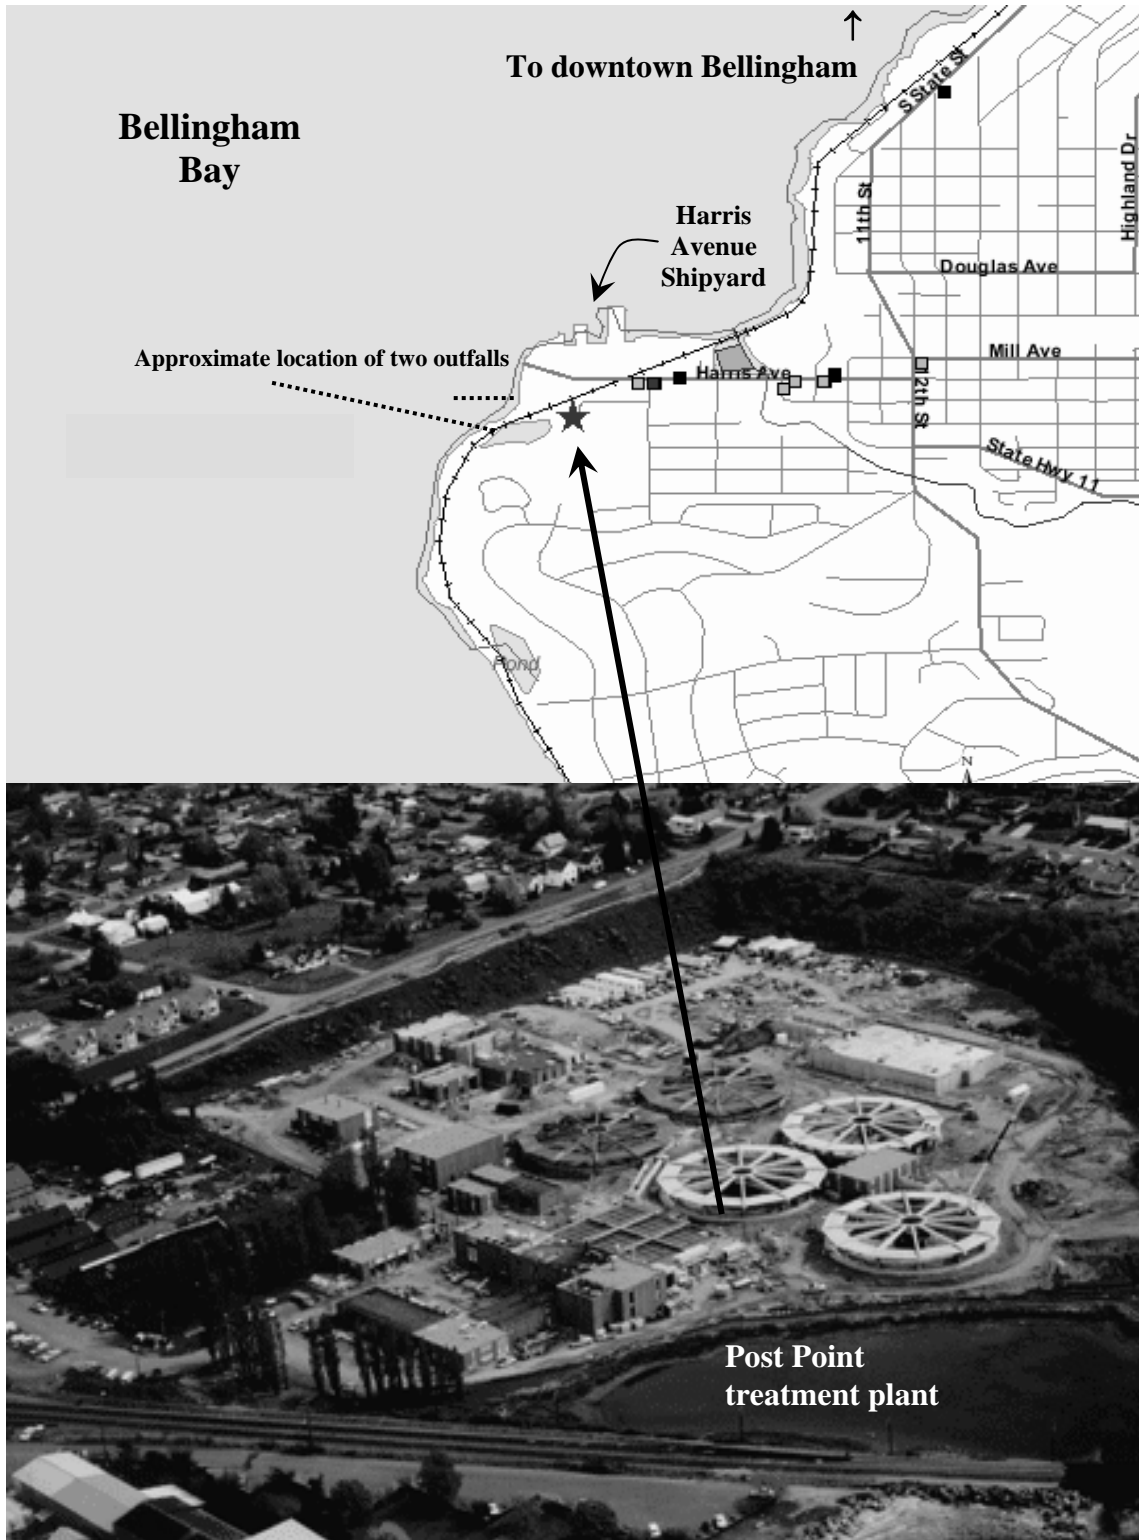 To downtown Bellingham
Bellingham
Bay
S State St
Highland Dr
11th St
Harris
Avenue
Shipyard
Douglas Ave
Approximate location of two outfalls
Mill Ave
Harris Ave
2th St
State Hwy 11
Pond
N
Post Point
treatment plant